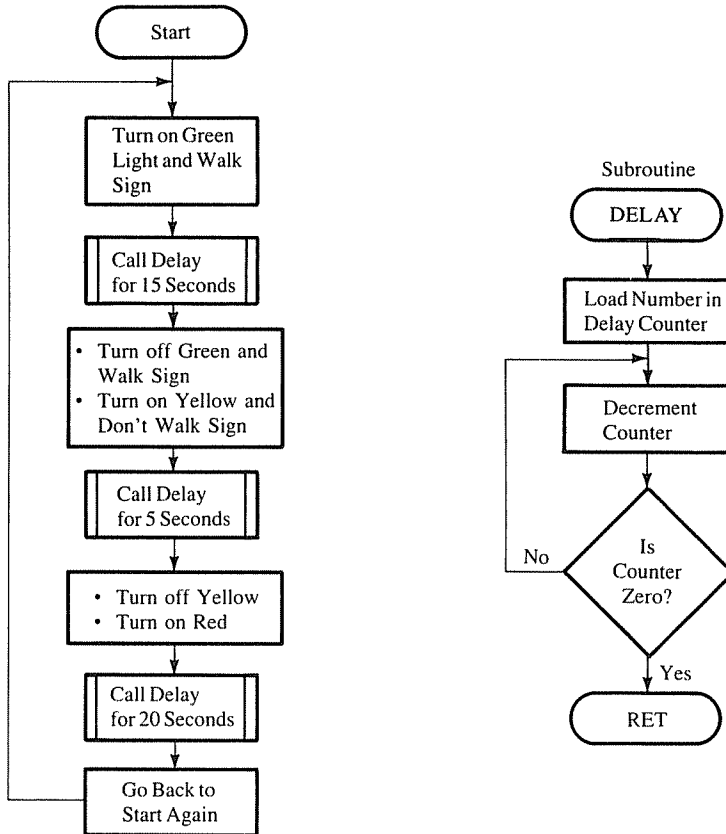 Start
Turn on Green
Light and Walk
Sign
Call Delay
for 15 Seconds
• Turn off Green and
Walk Sign
• Turn on Yellow and
Don't Walk Sign
Call Delay
for 5 Seconds
• Turn off Yellow
• Turn on Red
Call Delay
for 20 Seconds
Go Back to
Start Again
Subroutine
DELAY
Load Number in
Delay Counter
Decrement
Counter
Is
Counter
Zero?
No
Yes
RET